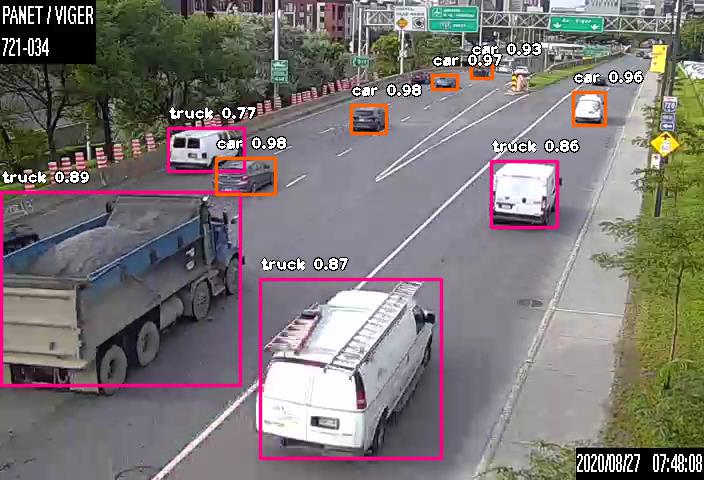 PANET / VIGER
721-034
car 0.93
car 0.97
car 0.98
car 0.96
truck 0.77
car 0.98
truck 0.86
truck 0.89
truck 0.87
2020/08/27 07:48:08